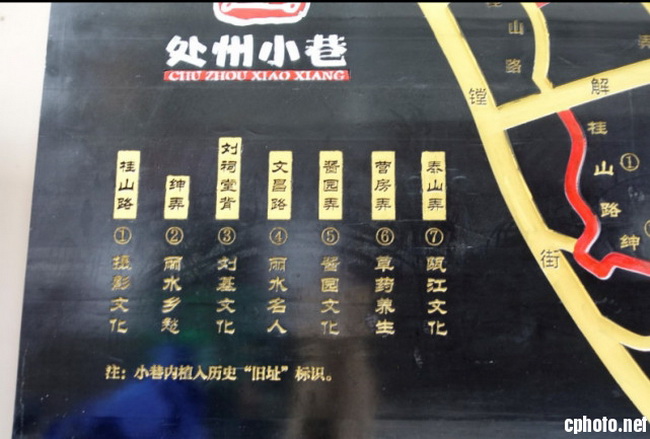 处州小巷
CHU ZHOU XIAO XIANG
桂山路
①
摄影文化
绅弄
②
丽水乡愁
刘祠堂背
③
刘基文化
文昌路
④
丽水名人
酱园弄
⑤
酱园文化
营房弄
⑥
草药养生
泰山弄
⑦
瓯江文化
注：小巷内植入历史“旧址”标识。
桂山路
弄
镗
解
街
桂山路
①
绅
cphoto.net